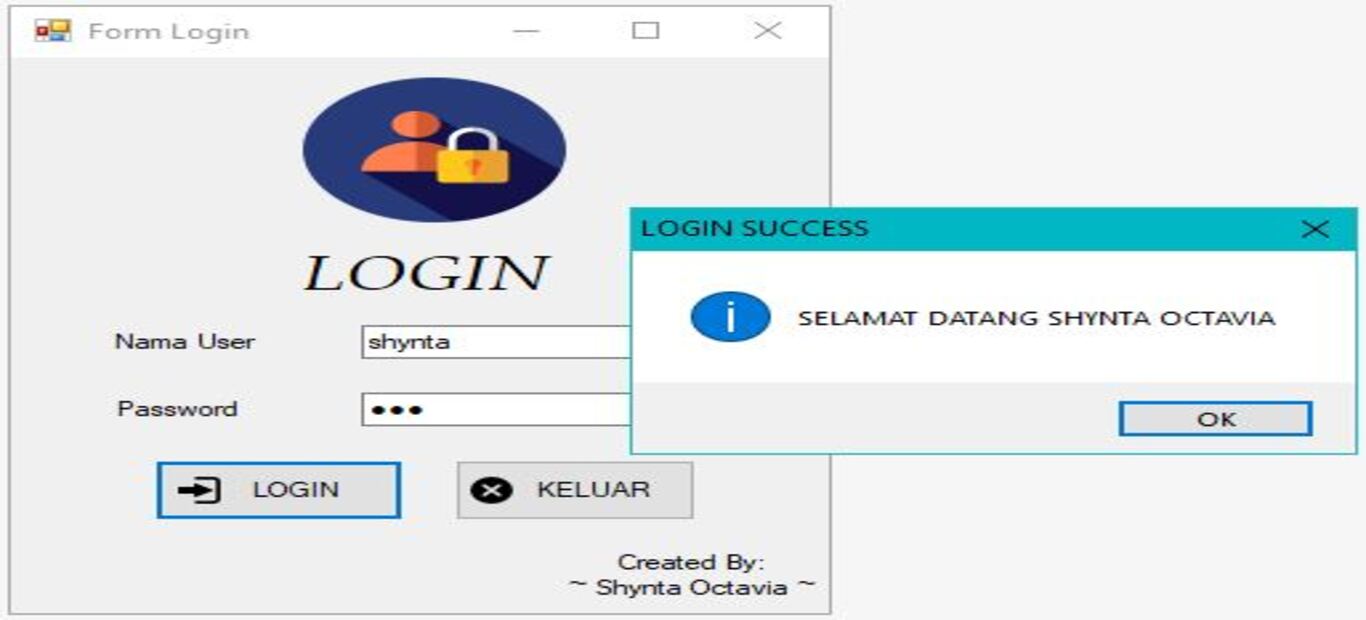 Form Login
LOGIN
Nama User
shynta
Password
LOGIN
KELUAR
Created By:
~ Shynta Octavia ~
LOGIN SUCCESS
SELAMAT DATANG SHYNTA OCTAVIA
OK